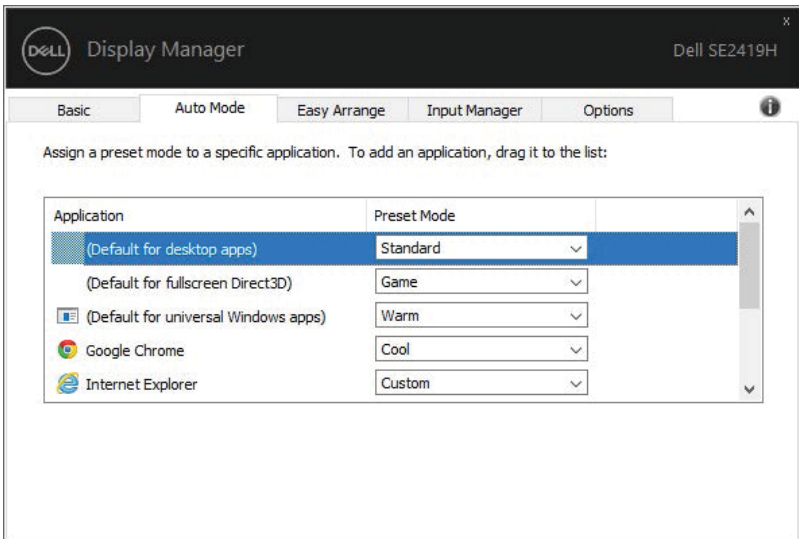 x
DELL Display Manager Dell SE2419H
Basic Auto Mode Easy Arrange Input Manager Options
Assign a preset mode to a specific application. To add an application, drag it to the list:
Application Preset Mode
(Default for desktop apps) Standard
(Default for fullscreen Direct3D) Game
(Default for universal Windows apps) Warm
Google Chrome Cool
Internet Explorer Custom